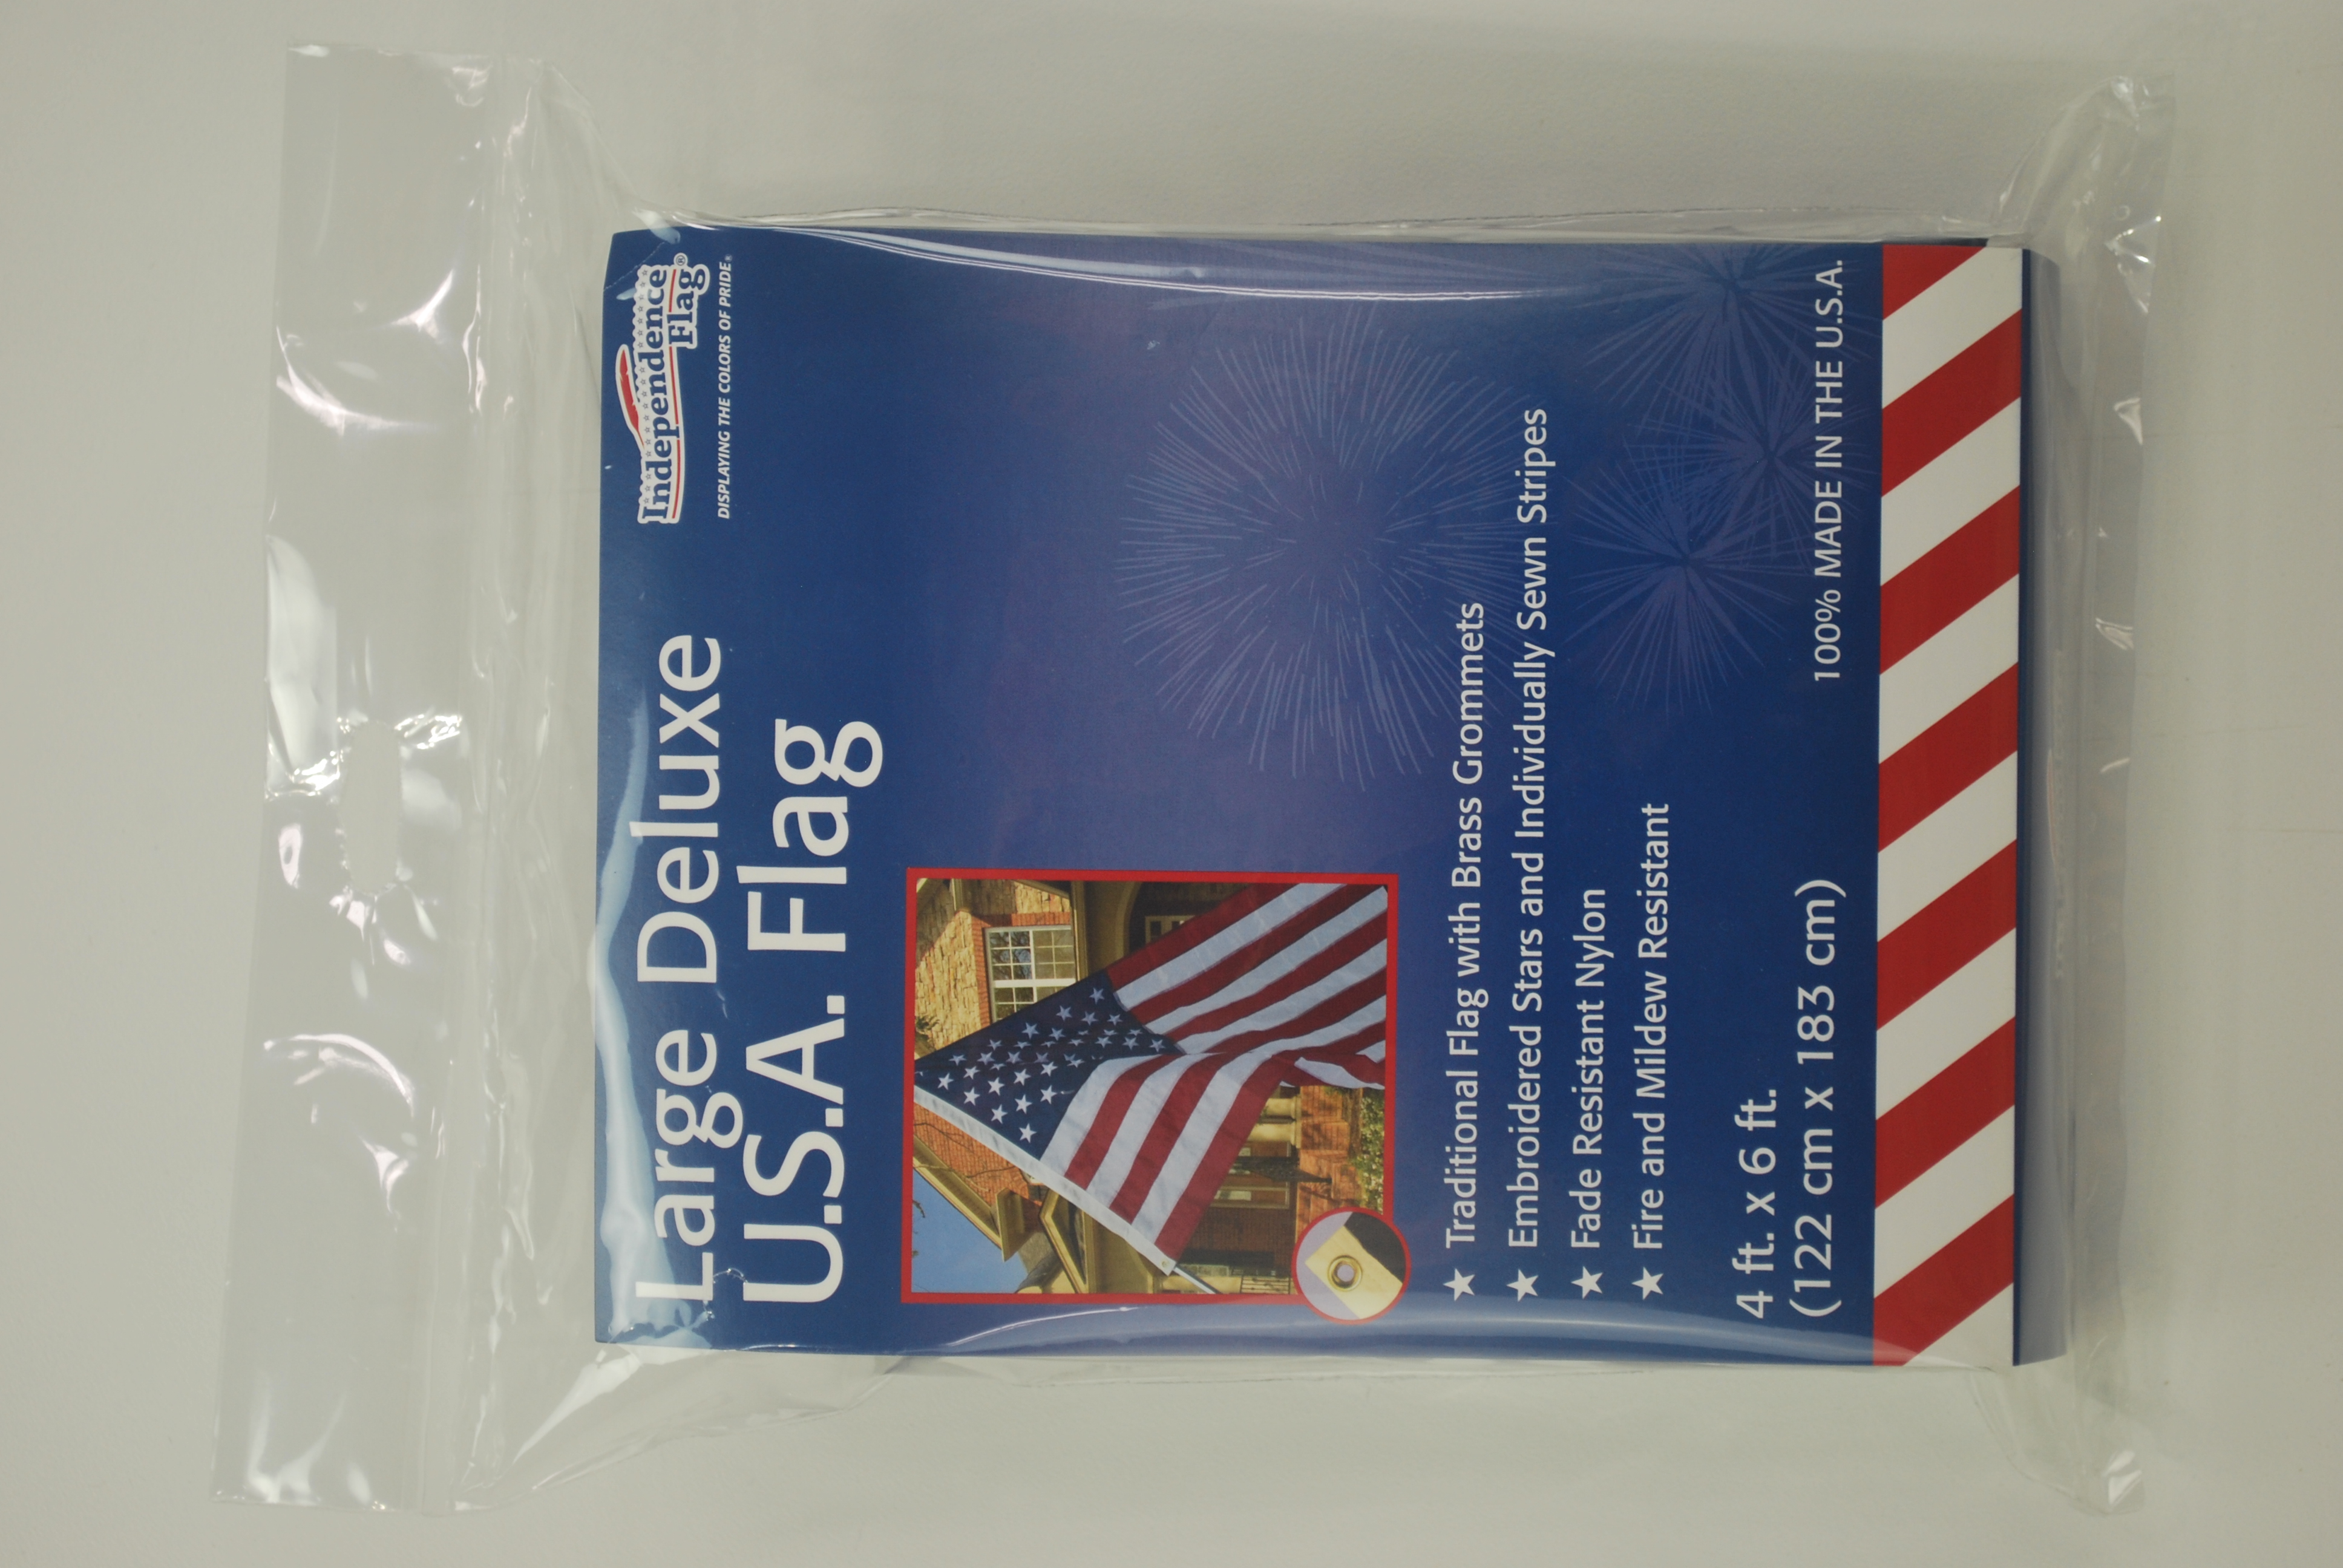 Independence
Flag®
DISPLAYING THE COLORS OF PRIDE®
Large Deluxe
U.S.A. Flag
★ Traditional Flag with Brass Grommets
★ Embroidered Stars and Individually Sewn Stripes
★ Fade Resistant Nylon
★ Fire and Mildew Resistant
4 ft. x 6 ft.
(122 cm x 183 cm)
100% MADE IN THE U.S.A.